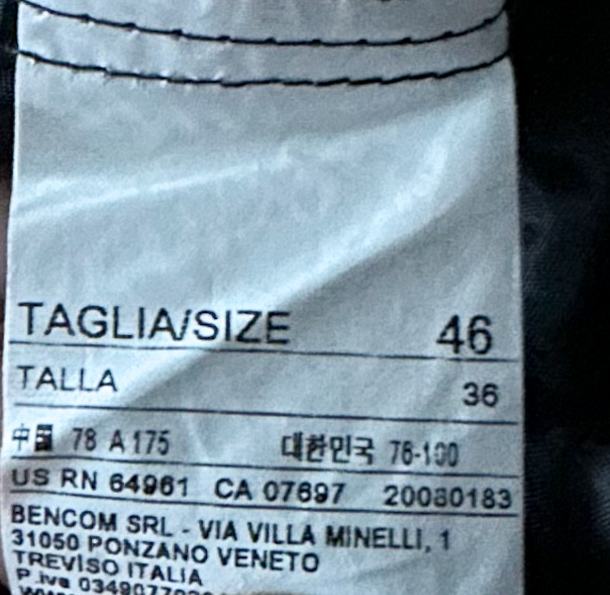 TAGLIA/SIZE 46
TALLA 36
中国 78 A 175 대한민국 76-100
US RN 64961 CA 07697 20080183
BENCOM SRL - VIA VILLA MINELLI, 1
31050 PONZANO VENETO
TREVISO ITALIA
P.iva